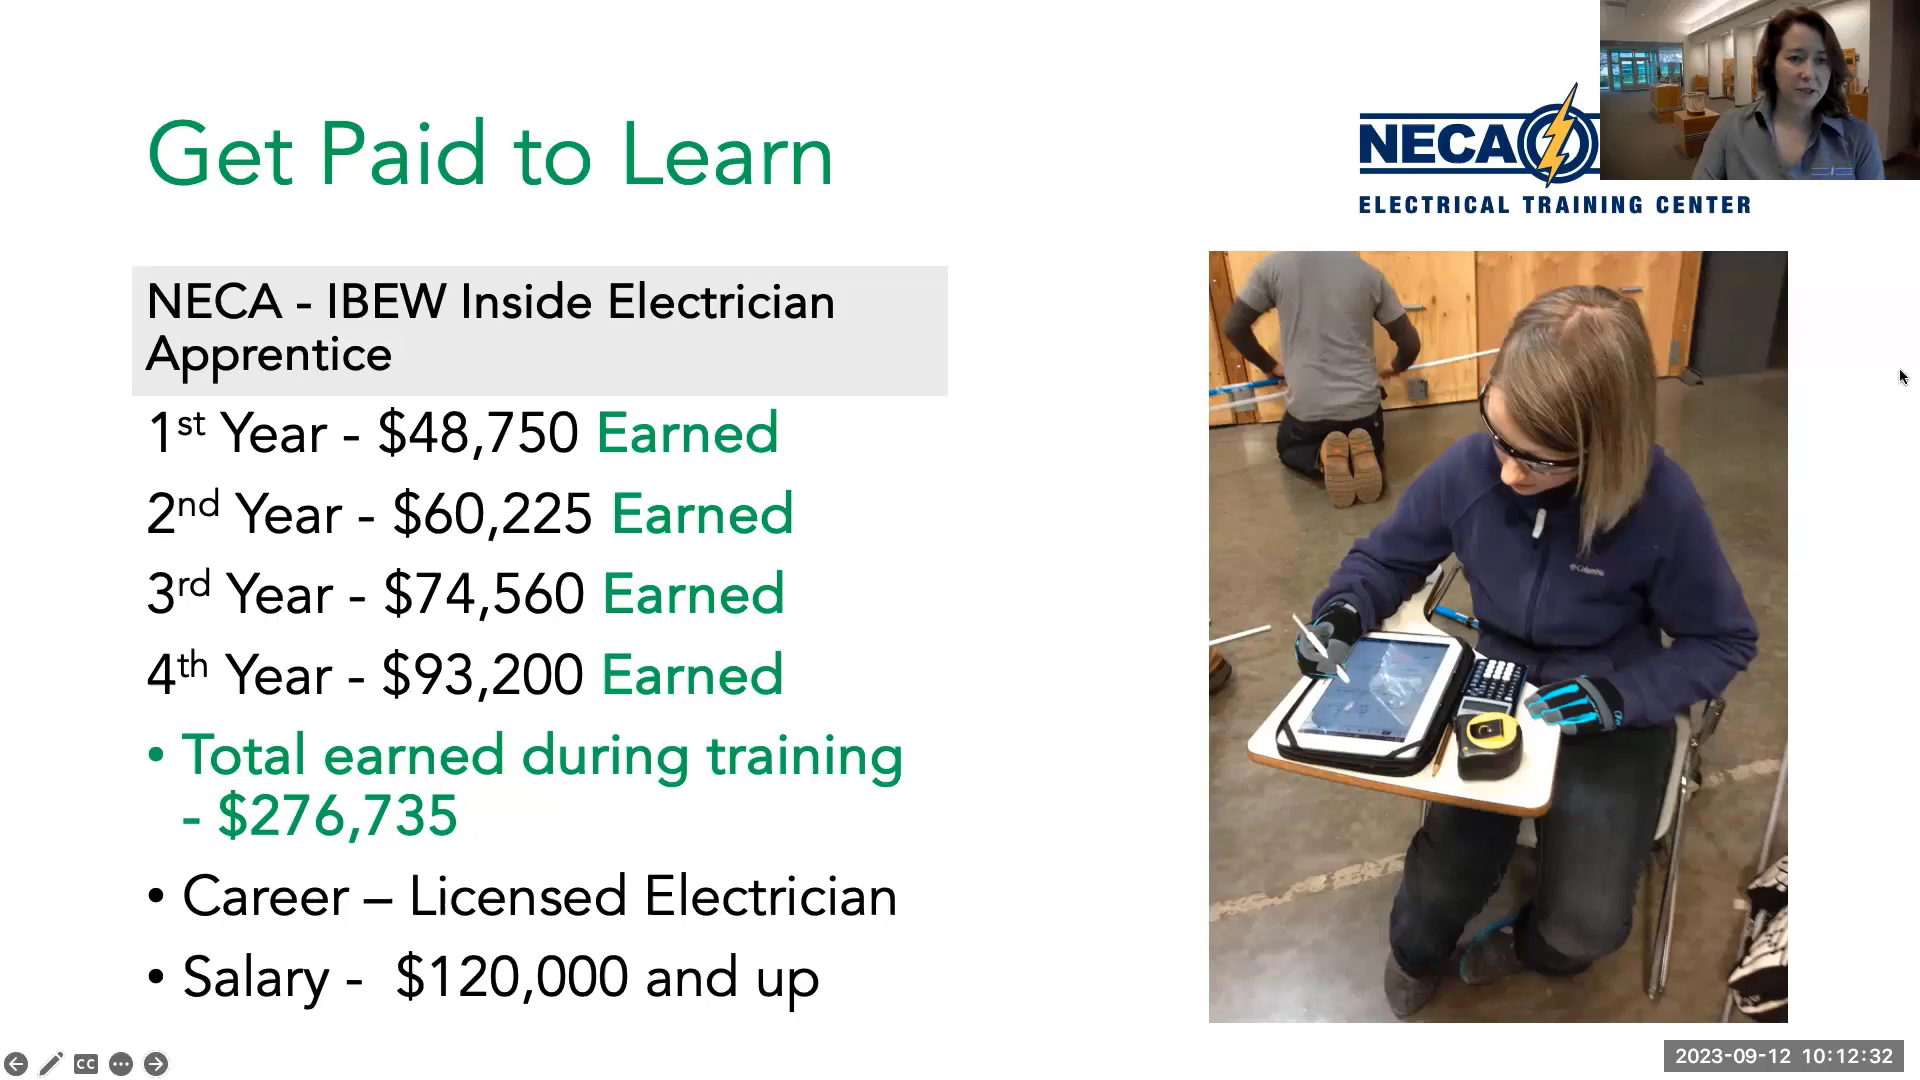 Get Paid to Learn
NECA
ELECTRICAL TRAINING CENTER
NECA - IBEW Inside Electrician
Apprentice
1st Year - $48,750 Earned
2nd Year - $60,225 Earned
3rd Year - $74,560 Earned
4th Year - $93,200 Earned
• Total earned during training
- $276,735
• Career – Licensed Electrician
• Salary - $120,000 and up
Columbia
CC
2023-09-12 10:12:32